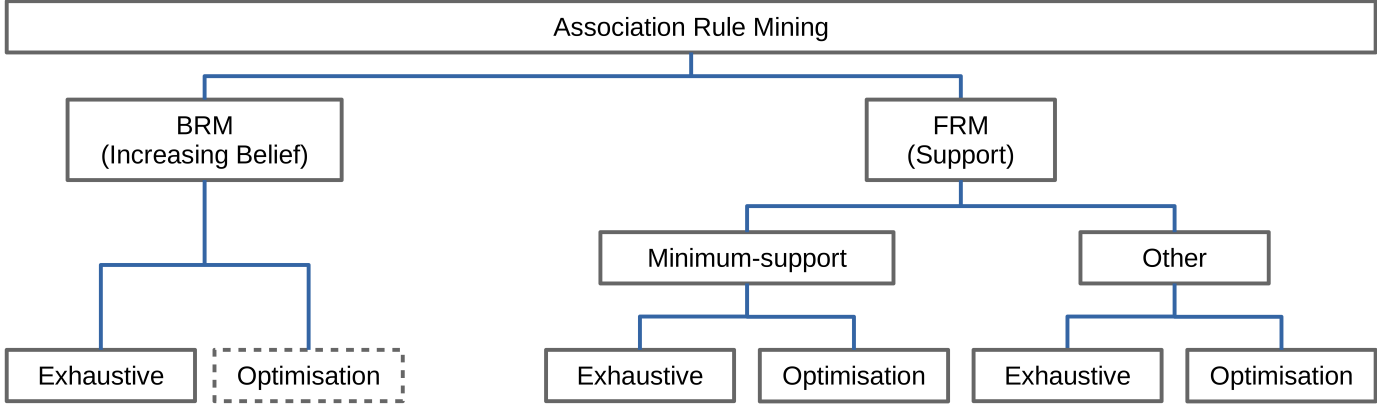 Association Rule Mining
BRM
(Increasing Belief)
FRM
(Support)
Minimum-support
Other
Exhaustive
Optimisation
Exhaustive
Optimisation
Exhaustive
Optimisation